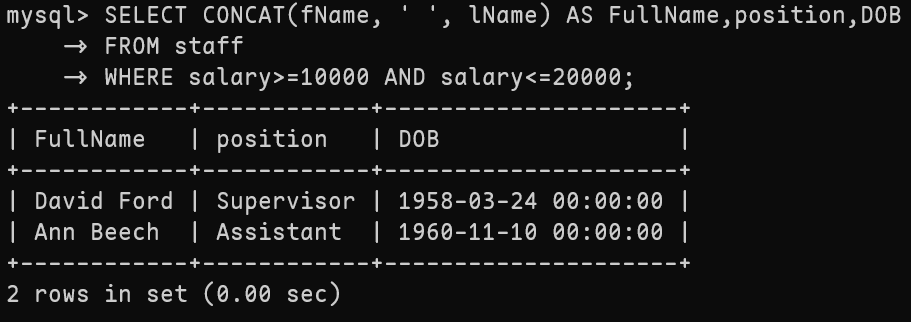 mysql> SELECT CONCAT(fName, ' ', lName) AS FullName,position,DOB
    -> FROM staff
    -> WHERE salary>=10000 AND salary<=20000;
+------------+------------+---------------------+
| FullName   | position   | DOB                 |
+------------+------------+---------------------+
| David Ford | Supervisor | 1958-03-24 00:00:00 |
| Ann Beech  | Assistant  | 1960-11-10 00:00:00 |
+------------+------------+---------------------+
2 rows in set (0.00 sec)